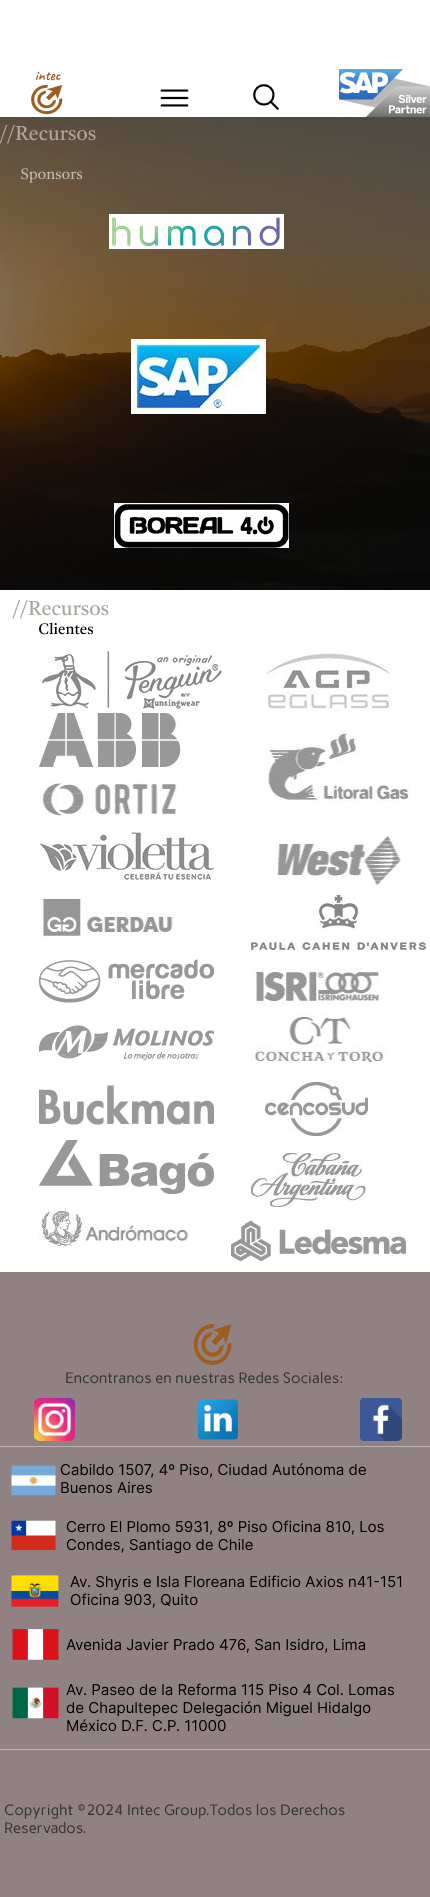 intec
SAP
Silver
Partner
//Recursos
Sponsors
humand
SAP
®
BOREAL 4.0
//Recursos
Clientes
an original
Penguin
BY
Munsingwear
AGP
eGLASS
ABB
Litoral Gas
ORTIZ
violetta
CELEBRÁ TU ESENCIA
West
GG GERDAU
PAULA CAHEN D'ANVERS
mercado
libre
ISRI
ISRINGHAUSEN
MOLINOS
Lo mejor de nosotros
CyT
CONCHA Y TORO
Buckman
cencosud
Bagó
Cabaña
Argentina
Andrómaco
Ledesma
Encontranos en nuestras Redes Sociales:
in
f
Cabildo 1507, 4º Piso, Ciudad Autónoma de
Buenos Aires
Cerro El Plomo 5931, 8º Piso Oficina 810, Los
Condes, Santiago de Chile
Av. Shyris e Isla Floreana Edificio Axios n41-151
Oficina 903, Quito
Avenida Javier Prado 476, San Isidro, Lima
Av. Paseo de la Reforma 115 Piso 4 Col. Lomas
de Chapultepec Delegación Miguel Hidalgo
México D.F. C.P. 11000
Copyright ©2024 Intec Group.Todos los Derechos
Reservados.